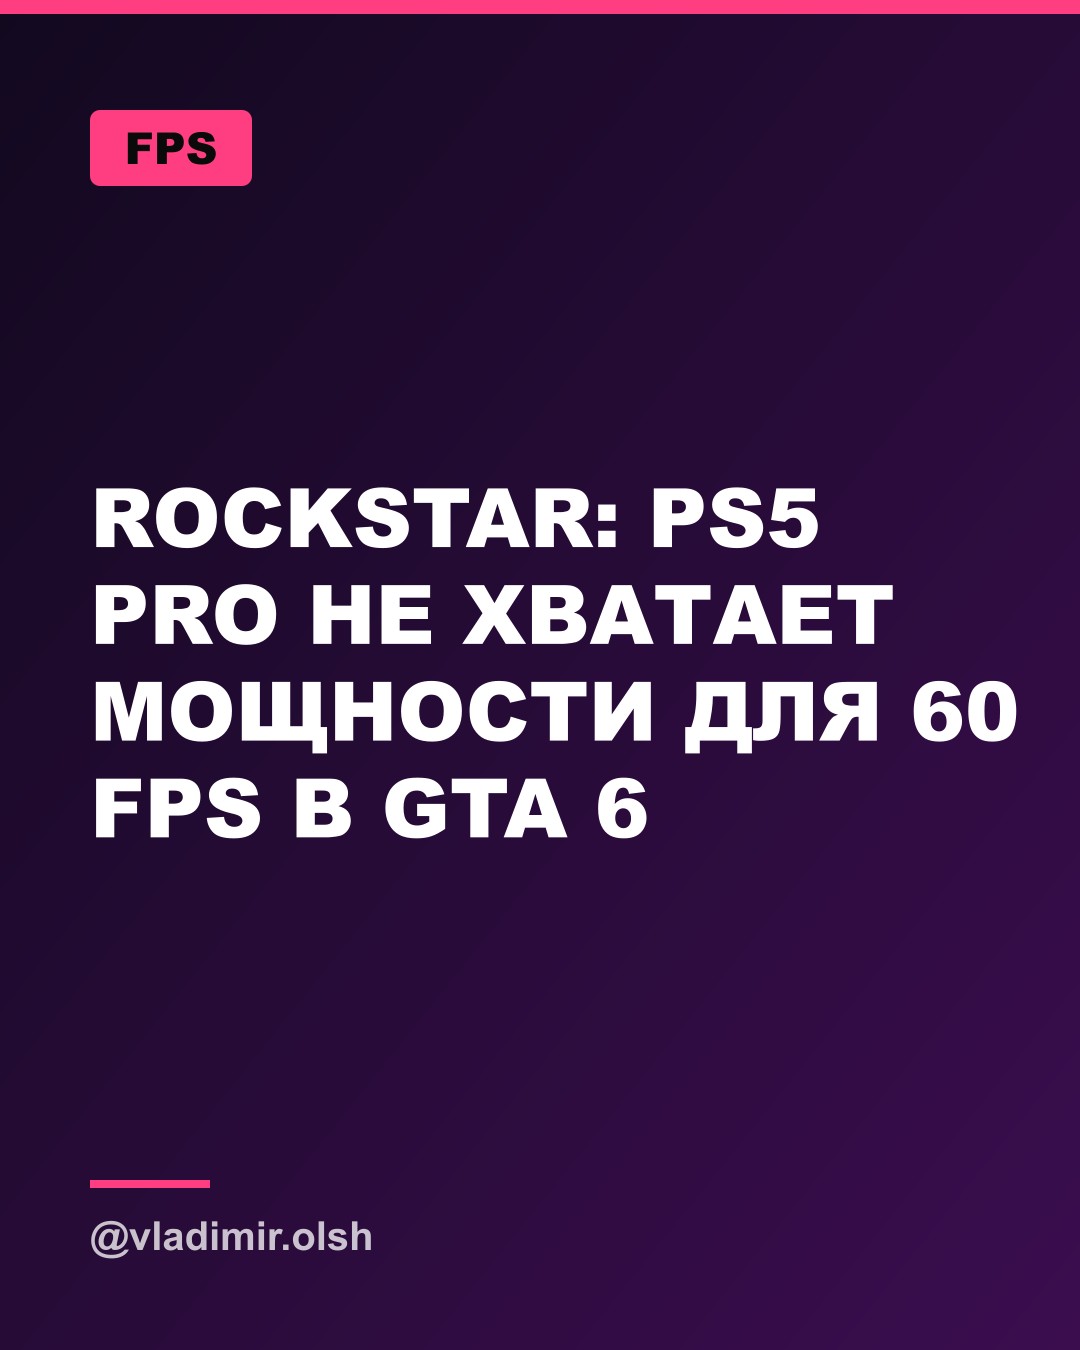 FPS
ROCKSTAR: PS5
PRO НЕ ХВАТАЕТ
МОЩНОСТИ ДЛЯ 60
FPS В GTA 6
@vladimir.olsh